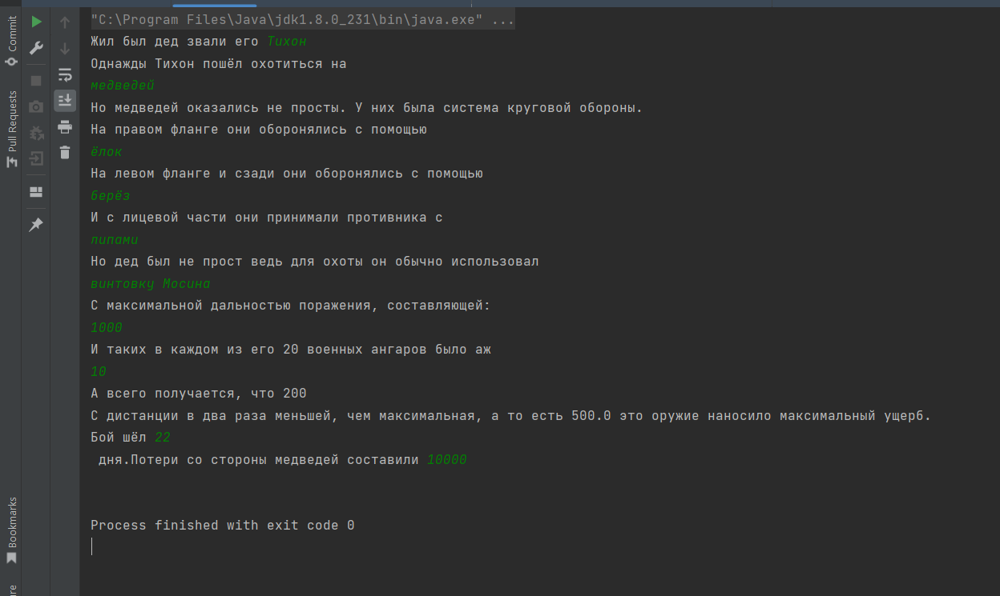 Commit
Pull Requests
Bookmarks
"C:\Program Files\Java\jdk1.8.0_231\bin\java.exe" ...
Жил был дед звали его Тихон
Однажды Тихон пошёл охотиться на
медведей
Но медведей оказались не просты. У них была система круговой обороны.
На правом фланге они оборонялись с помощью
ёлок
На левом фланге и сзади они оборонялись с помощью
берёз
И с лицевой части они принимали противника с
пипами
Но дед был не прост ведь для охоты он обычно использовал
винтовку Мосина
С максимальной дальностью поражения, составляющей:
1000
И таких в каждом из его 20 военных ангаров было аж
10
А всего получается, что 200
С дистанции в два раза меньшей, чем максимальная, а то есть 500.0 это оружие наносило максимальный ущерб.
Бой шёл 22
дня.Потери со стороны медведей составили 10000
Process finished with exit code 0